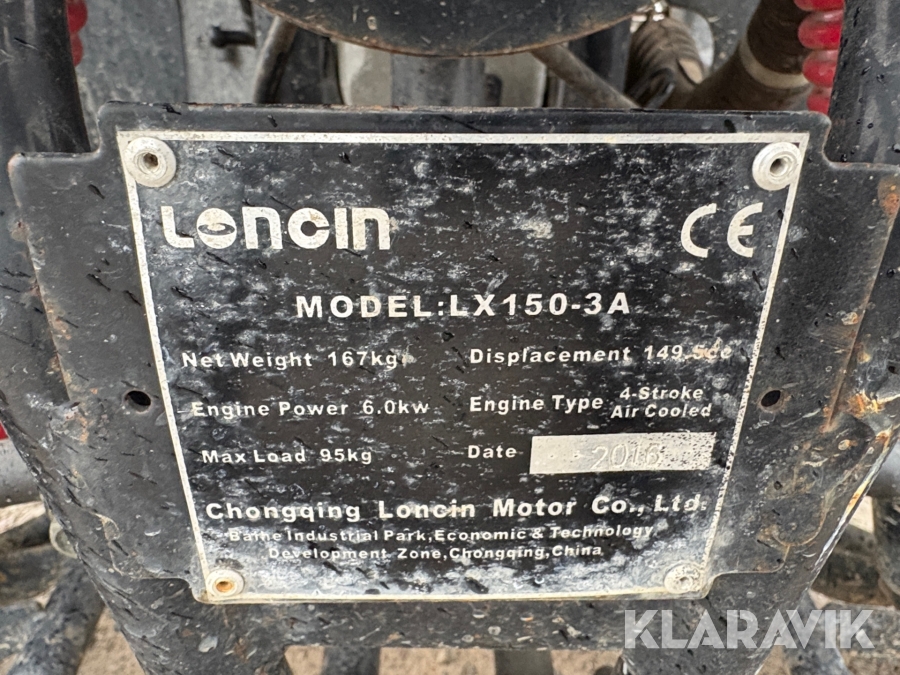 LONCIN CE
MODEL:LX150-3A
Net Weight 167kg Displacement 149.5cc
Engine Power 6.0kw Engine Type 4-Stroke Air Cooled
Max Load 95kg Date 2016
Chongqing Loncin Motor Co., Ltd.
Baihe Industrial Park,Economic & Technology
Development Zone,Chongqing,China
KLARAVIK